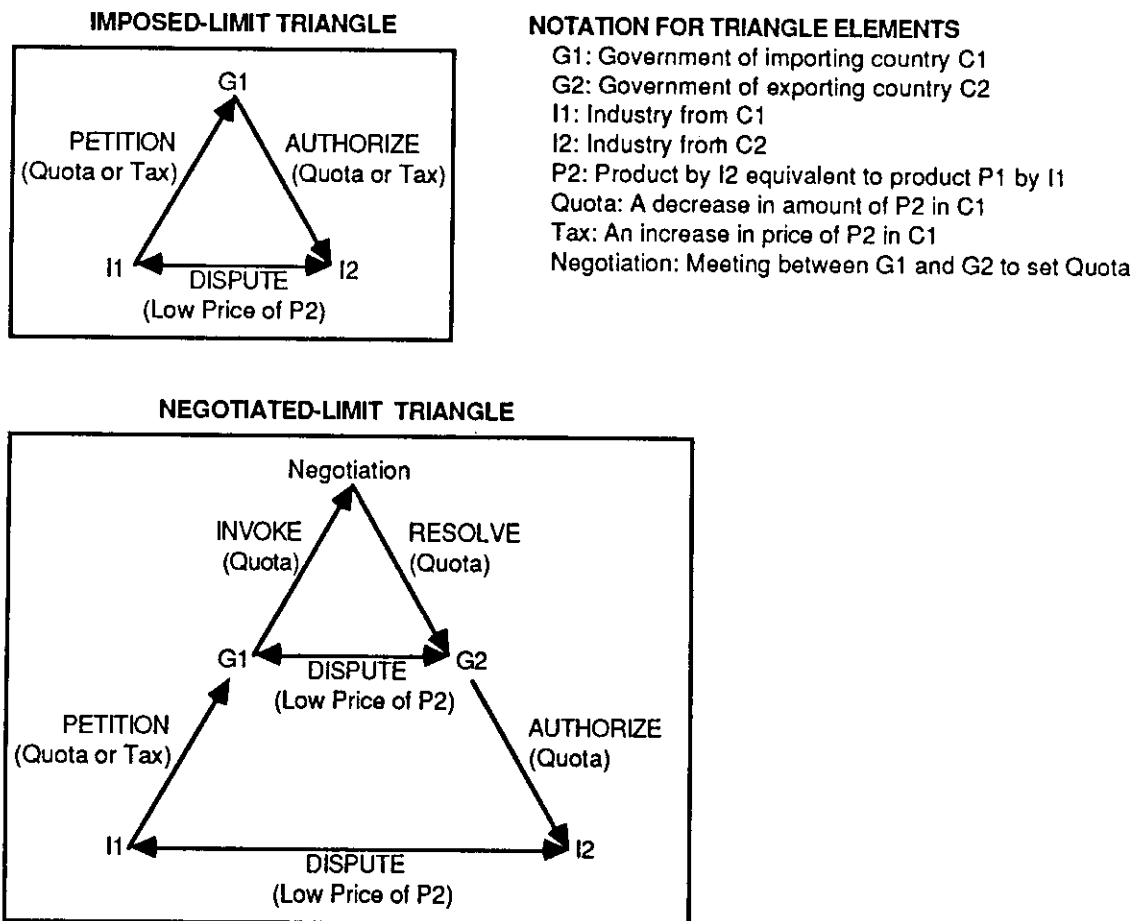 IMPOSED-LIMIT TRIANGLE
G1
PETITION
(Quota or Tax)
AUTHORIZE
(Quota or Tax)
I1
I2
DISPUTE
(Low Price of P2)
NOTATION FOR TRIANGLE ELEMENTS
G1: Government of importing country C1
G2: Government of exporting country C2
I1: Industry from C1
I2: Industry from C2
P2: Product by I2 equivalent to product P1 by I1
Quota: A decrease in amount of P2 in C1
Tax: An increase in price of P2 in C1
Negotiation: Meeting between G1 and G2 to set Quota
NEGOTIATED-LIMIT TRIANGLE
Negotiation
INVOKE
(Quota)
RESOLVE
(Quota)
G1
G2
DISPUTE
(Low Price of P2)
PETITION
(Quota or Tax)
AUTHORIZE
(Quota)
I1
I2
DISPUTE
(Low Price of P2)